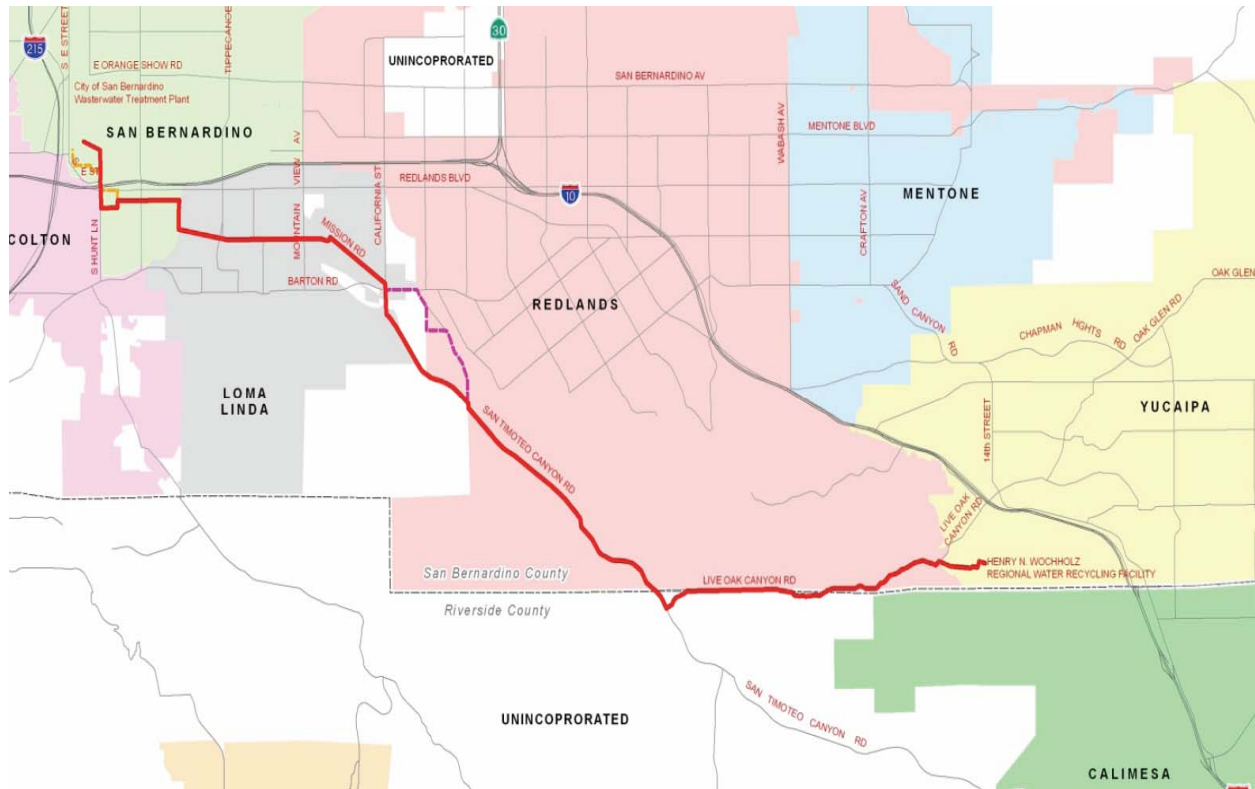 30
215
S E STREET
TIPPECANOE
E ORANGE SHOW RD
UNINCOPRORATED
SAN BERNARDINO AV
City of San Bernardino
Wasterwater Treatment Plant
SAN BERNARDINO
MENTONE BLVD
WABASH AV
MOUNTAIN VIEW AV
CALIFORNIA ST
REDLANDS BLVD
10
MENTONE
CRAFTON AV
COLTON
S HUNT LN
MISSION RD
BARTON RD
REDLANDS
SAND CANYON RD
OAK GLEN
OAK GLEN RD
CHAPMAN HGHTS RD
LOMA
LINDA
YUCAIPA
SAN TIMOTEO CANYON RD
14th STREET
LIVE OAK
CANYON RD
HENRY N. WOCHHOLZ
REGIONAL WATER RECYCLING FACILITY
San Bernardino County
LIVE OAK CANYON RD
Riverside County
SAN TIMOTEO CANYON RD
UNINCOPRORATED
CALIMESA